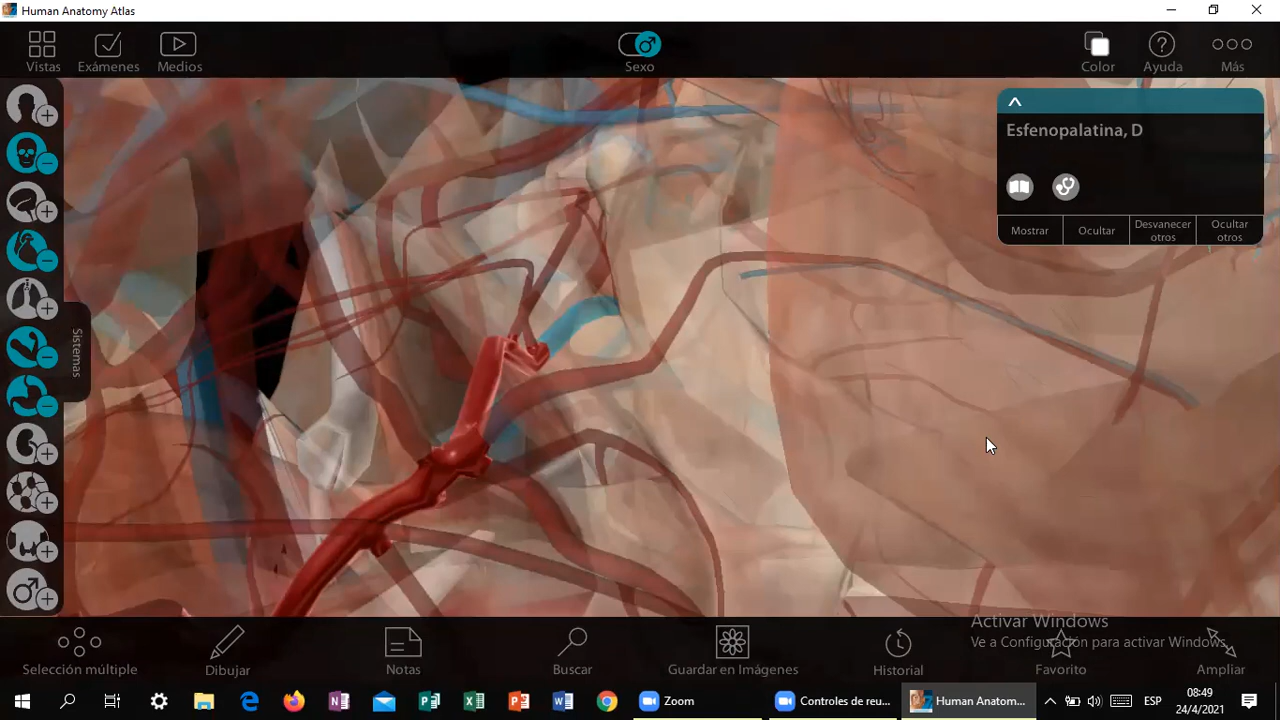 Human Anatomy Atlas
Vistas
Exámenes
Medios
Sexo
Color
Ayuda
Más
Esfenopalatina, D
Mostrar
Ocultar
Desvanecer
otros
Ocultar
otros
Sistemas
Activar Windows
Ve a Configuración para activar Windows.
Selección múltiple
Dibujar
Notas
Buscar
Guardar en Imágenes
Historial
Favorito
Ampliar
Zoom
Controles de reu...
Human Anatom...
ESP
08:49
24/4/2021